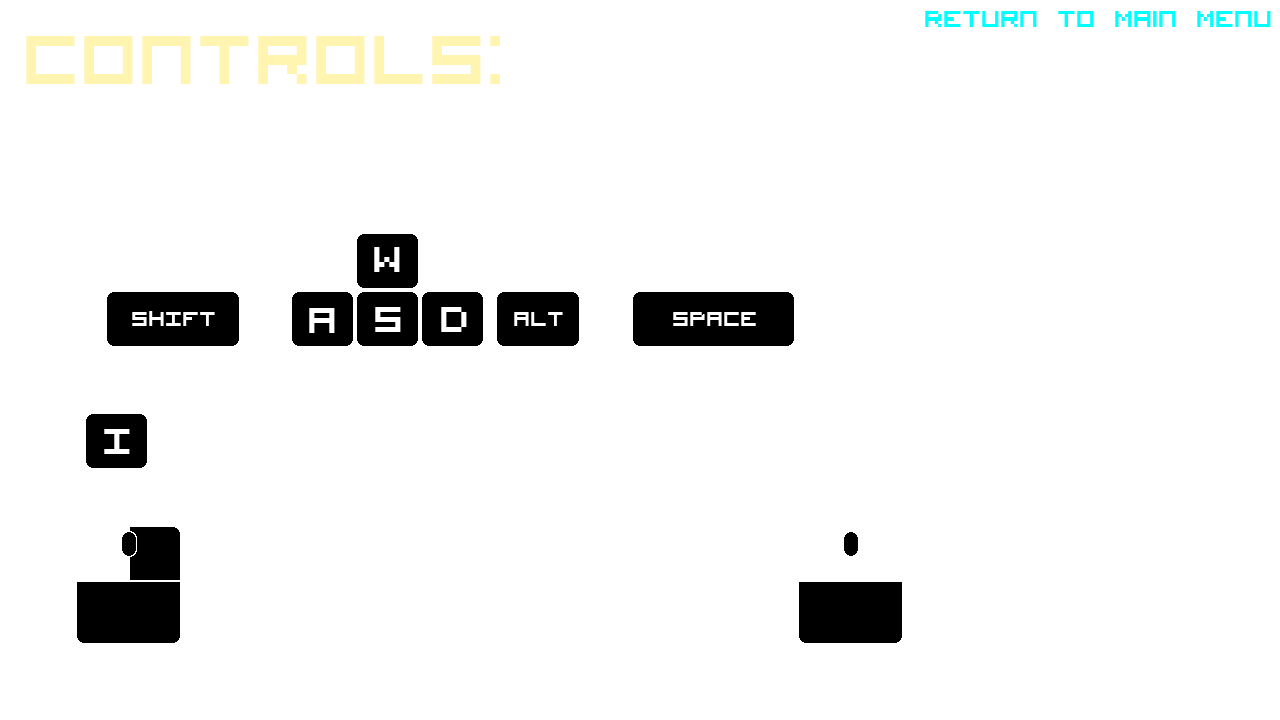 RETURN TO MAIN MENU
CONTROLS:
W
SHIFT A S D ALT SPACE
I